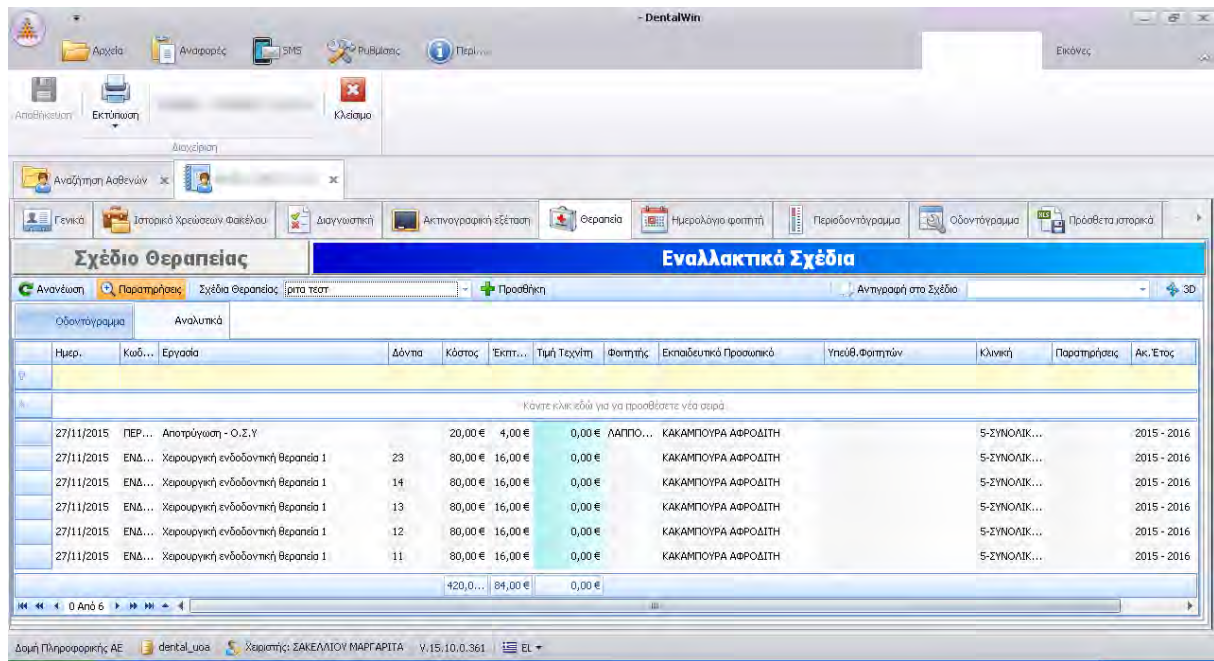 - DentalWin
Αρχεία Αναφορές SMS Ρυθμίσεις Περί...... Εικόνες
Αποθήκευση Εκτύπωση Κλείσιμο
Διαχείριση
Αναζήτηση Ασθενών
Γενικά Ιστορικό Χρεώσεων Φακέλου Διαγνωστική Ακτινογραφική εξέταση Θεραπεία Ημερολόγιο φοιτητή Περιοδοντόγραμμα Οδοντόγραμμα Πρόσθετα ιστορικά
Σχέδιο Θεραπείας Εναλλακτικά Σχέδια
Ανανέωση Παρατηρήσεις Σχέδια Θεραπείας ριτα τεστ Προσθήκη Αντιγραφή στο Σχέδιο 3D
Οδοντόγραμμα Αναλυτικά
Ημερ. Κωδ... Εργασία Δόντια Κόστος Έκπτ... Τιμή Τεχνίτη Φοιτητής Εκπαιδευτικό Προσωπικό Υπεύθ.Φοιτητών Κλινική Παρατηρήσεις Ακ.Έτος
Κάντε κλικ εδώ για να προσθέσετε νέα σειρά
27/11/2015 ΠΕΡ... Αποτρύγωση - Ο.Σ.Υ 20,00 € 4,00 € 0,00 € ΛΑΠΠΟ... ΚΑΚΑΜΠΟΥΡΑ ΑΦΡΟΔΙΤΗ 5-ΣΥΝΟΛΙΚ... 2015 - 2016
27/11/2015 ΕΝΔ... Χειρουργική ενδοδοντική θεραπεία 1 23 80,00 € 16,00 € 0,00 € ΚΑΚΑΜΠΟΥΡΑ ΑΦΡΟΔΙΤΗ 5-ΣΥΝΟΛΙΚ... 2015 - 2016
27/11/2015 ΕΝΔ... Χειρουργική ενδοδοντική θεραπεία 1 14 80,00 € 16,00 € 0,00 € ΚΑΚΑΜΠΟΥΡΑ ΑΦΡΟΔΙΤΗ 5-ΣΥΝΟΛΙΚ... 2015 - 2016
27/11/2015 ΕΝΔ... Χειρουργική ενδοδοντική θεραπεία 1 13 80,00 € 16,00 € 0,00 € ΚΑΚΑΜΠΟΥΡΑ ΑΦΡΟΔΙΤΗ 5-ΣΥΝΟΛΙΚ... 2015 - 2016
27/11/2015 ΕΝΔ... Χειρουργική ενδοδοντική θεραπεία 1 12 80,00 € 16,00 € 0,00 € ΚΑΚΑΜΠΟΥΡΑ ΑΦΡΟΔΙΤΗ 5-ΣΥΝΟΛΙΚ... 2015 - 2016
27/11/2015 ΕΝΔ... Χειρουργική ενδοδοντική θεραπεία 1 11 80,00 € 16,00 € 0,00 € ΚΑΚΑΜΠΟΥΡΑ ΑΦΡΟΔΙΤΗ 5-ΣΥΝΟΛΙΚ... 2015 - 2016
420,0... 84,00 € 0,00 €
0 Από 6
Δομή Πληροφορικής ΑΕ dental_uoa Χειριστής: ΣΑΚΕΛΛΙΟΥ ΜΑΡΓΑΡΙΤΑ V.15.10.0.361 EL